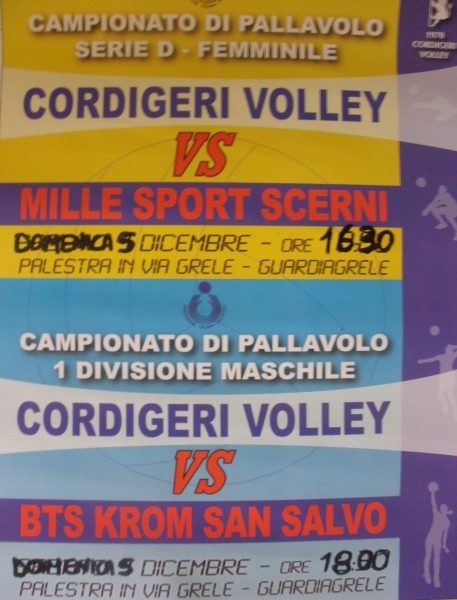 CAMPIONATO DI PALLAVOLO
SERIE D - FEMMINILE
CORDIGERI VOLLEY
VS
MILLE SPORT SCERNI
DOMENICA 5 DICEMBRE - ORE 16.30
PALESTRA IN VIA GRELE - GUARDIAGRELE
CAMPIONATO DI PALLAVOLO
1 DIVISIONE MASCHILE
CORDIGERI VOLLEY
VS
BTS KROM SAN SALVO
DOMENICA 5 DICEMBRE - ORE 18.00
PALESTRA IN VIA GRELE - GUARDIAGRELE
CORDIGERI
VOLLEY